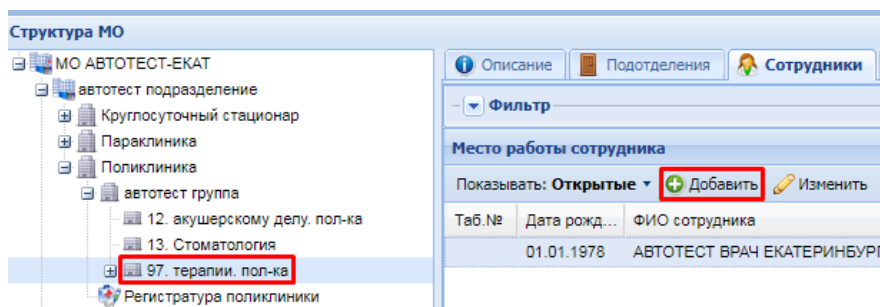 Структура МО
МО АВТОТЕСТ-ЕКАТ
автотест подразделение
Круглосуточный стационар
Параклиника
Поликлиника
автотест группа
12. акушерскому делу. пол-ка
13. Стоматология
97. терапии. пол-ка
Регистратура поликлиники
Описание Подотделения Сотрудники
Фильтр
Место работы сотрудника
Показывать: Открытые Добавить Изменить
Таб.№ Дата рожд... ФИО сотрудника
01.01.1978 АВТОТЕСТ ВРАЧ ЕКАТЕРИНБУРГ